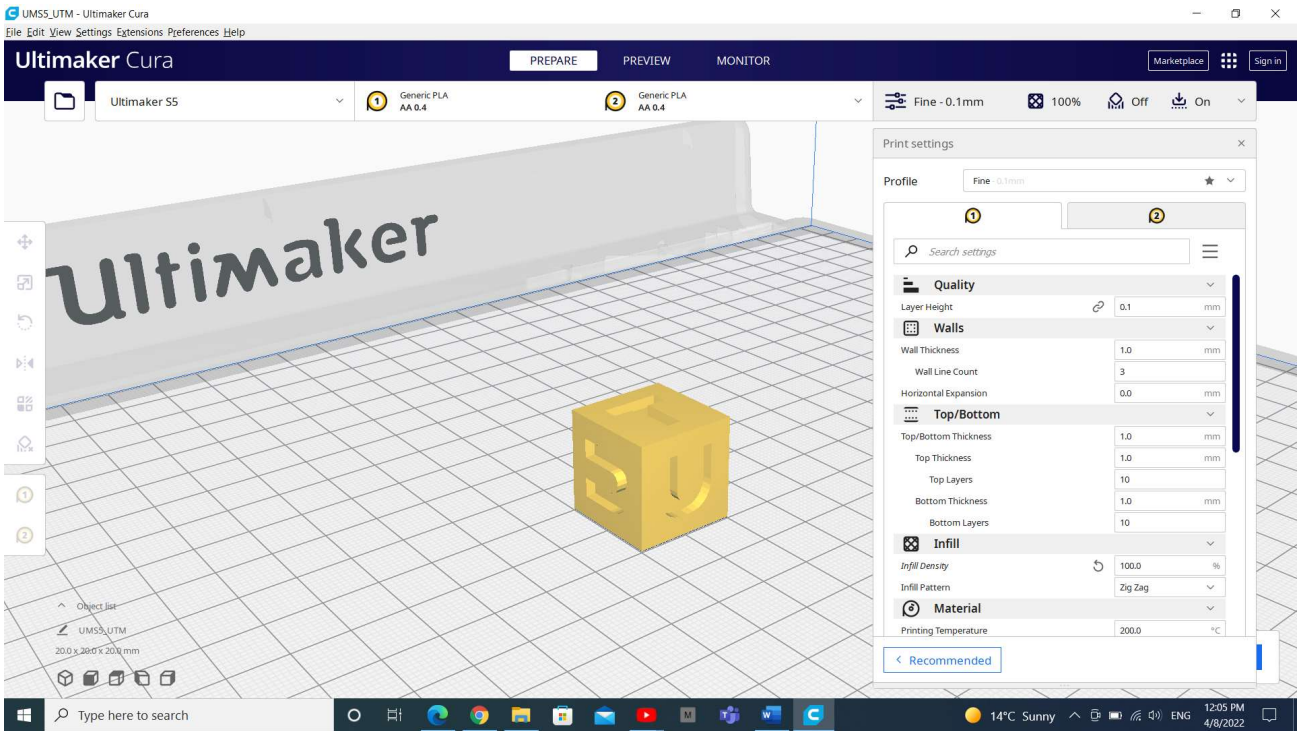 UMS5_UTM - Ultimaker Cura
File Edit View Settings Extensions Preferences Help
Ultimaker Cura
PREPARE PREVIEW MONITOR
Marketplace Sign in
Ultimaker S5
1 Generic PLA
AA 0.4
2 Generic PLA
AA 0.4
Fine - 0.1mm 100% Off On
Print settings
Profile Fine - 0.1mm
1 2
Search settings
Quality
Layer Height 0.1 mm
Walls
Wall Thickness 1.0 mm
Wall Line Count 3
Horizontal Expansion 0.0 mm
Top/Bottom
Top/Bottom Thickness 1.0 mm
Top Thickness 1.0 mm
Top Layers 10
Bottom Thickness 1.0 mm
Bottom Layers 10
Infill
Infill Density 100.0 %
Infill Pattern Zig Zag
Material
Printing Temperature 200.0 °C
Recommended
Ultimaker
U
1
2
Object list
UMS5_UTM
20.0 x 20.0 x 20.0 mm
Type here to search
14°C Sunny ENG 12:05 PM
4/8/2022